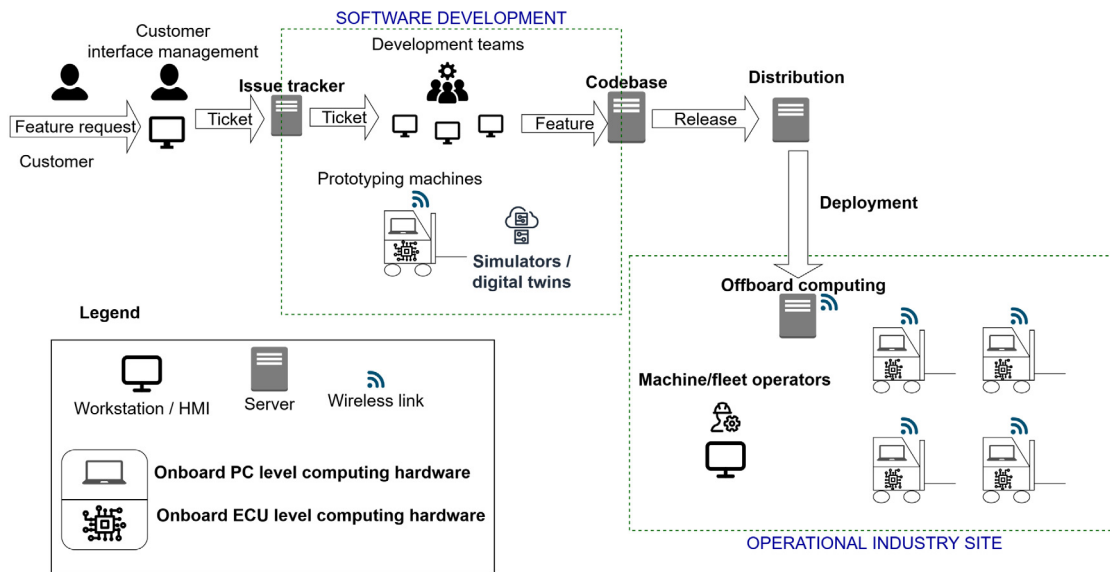 SOFTWARE DEVELOPMENT
Customer
interface management
Development teams
Issue tracker
Codebase
Distribution
Feature request
Ticket
Ticket
Feature
Release
Customer
Prototyping machines
Deployment
Simulators /
digital twins
Offboard computing
Legend
Machine/fleet operators
Workstation / HMI
Server
Wireless link
Onboard PC level computing hardware
Onboard ECU level computing hardware
OPERATIONAL INDUSTRY SITE